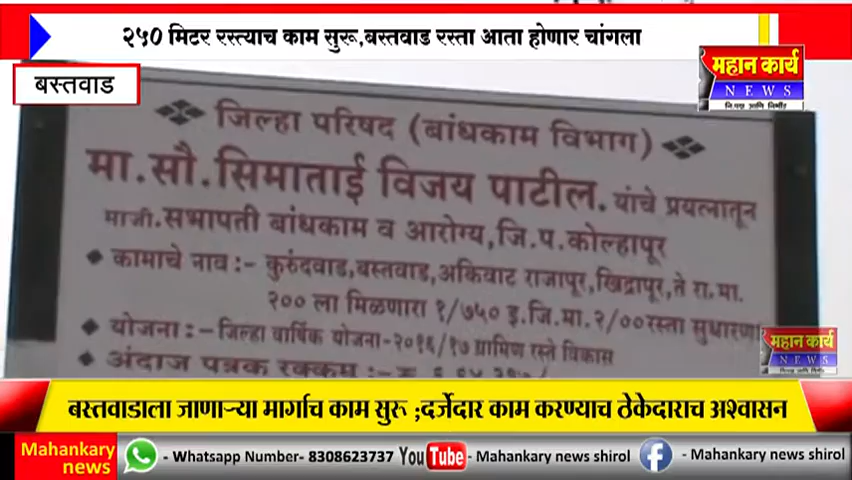 २५० मिटर रस्त्याच काम सुरू,बस्तवाड रस्ता आता होणार चांगला
महान कार्य
NEWS
बस्तवाड
जिल्हा परिषद (बांधकाम विभाग)
मा.सौ.सिमाताई विजय पाटील. यांचे प्रयत्नातून
माजी.सभापती बांधकाम व आरोग्य,जि.प.कोल्हापूर
कामाचे नाव:- कुरुंदवाड,बस्तवाड,अकिवाट राजापूर,खिद्रापूर,ते रा.मा.
२०० ला मिळणारा १/७५० इ.जि.मा.२/०० रस्ता सुधारणा
योजना:-जिल्हा वार्षिक योजना-२०१६/१७ ग्रामिण रस्ते विकास
महान कार्य
NEWS
अंदाज पत्रक रक्कम:-
बस्तवाडाला जाणाऱ्या मार्गाच काम सुरू ;दर्जेदार काम करण्याच ठेकेदाराच अश्वासन
Mahankary news
- Whatsapp Number- 8308623737 YouTube - Mahankary news shirol f - Mahankary news shirol